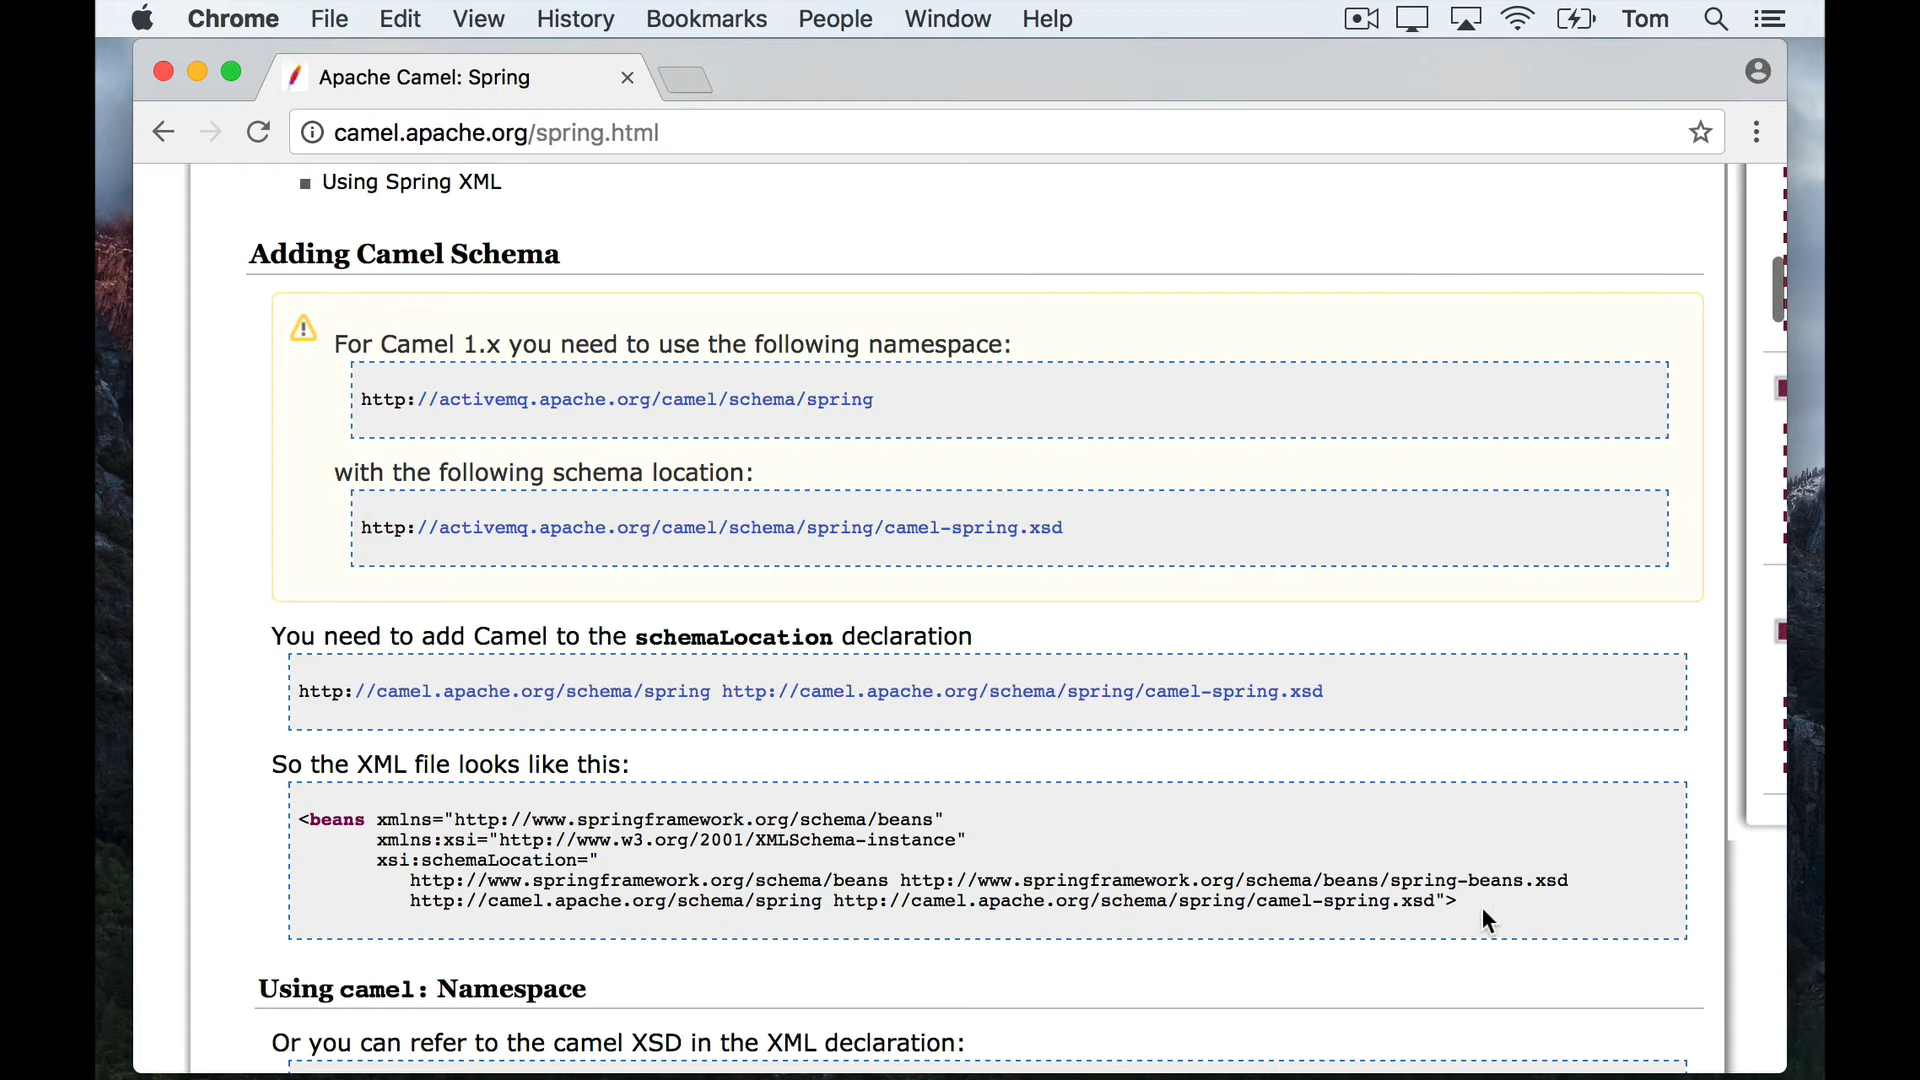 Chrome File Edit View History Bookmarks People Window Help Tom
Apache Camel: Spring
camel.apache.org/spring.html
Using Spring XML
Adding Camel Schema
For Camel 1.x you need to use the following namespace:
http://activemq.apache.org/camel/schema/spring
with the following schema location:
http://activemq.apache.org/camel/schema/spring/camel-spring.xsd
You need to add Camel to the schemaLocation declaration
http://camel.apache.org/schema/spring http://camel.apache.org/schema/spring/camel-spring.xsd
So the XML file looks like this:
<beans xmlns="http://www.springframework.org/schema/beans"
xmlns:xsi="http://www.w3.org/2001/XMLSchema-instance"
xsi:schemaLocation="
http://www.springframework.org/schema/beans http://www.springframework.org/schema/beans/spring-beans.xsd
http://camel.apache.org/schema/spring http://camel.apache.org/schema/spring/camel-spring.xsd">
Using camel: Namespace
Or you can refer to the camel XSD in the XML declaration: